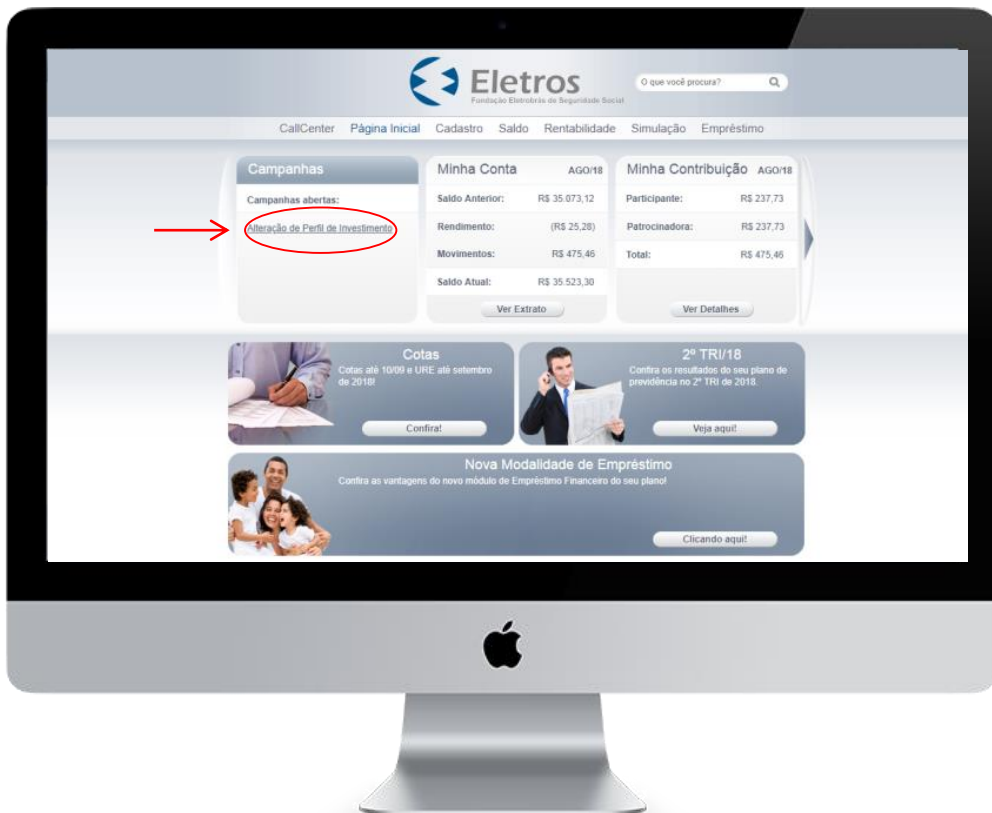 Eletros
Fundação Eletrobrás de Seguridade Social
O que você procura?
CallCenter Página Inicial Cadastro Saldo Rentabilidade Simulação Empréstimo
Campanhas
Campanhas abertas:
Alteração de Perfil de Investimento
Minha Conta AGO/18
Saldo Anterior: R$ 35.073,12
Rendimento: (R$ 25,28)
Movimentos: R$ 475,46
Saldo Atual: R$ 35.523,30
Ver Extrato
Minha Contribuição AGO/18
Participante: R$ 237,73
Patrocinadora: R$ 237,73
Total: R$ 475,46
Ver Detalhes
Cotas
Cotas até 10/09 e URE até setembro
de 2018!
Confira!
2º TRI/18
Confira os resultados do seu plano de
previdência no 2º TRI de 2018.
Veja aqui!
Nova Modalidade de Empréstimo
Confira as vantagens do novo módulo de Empréstimo Financeiro do seu plano!
Clicando aqui!